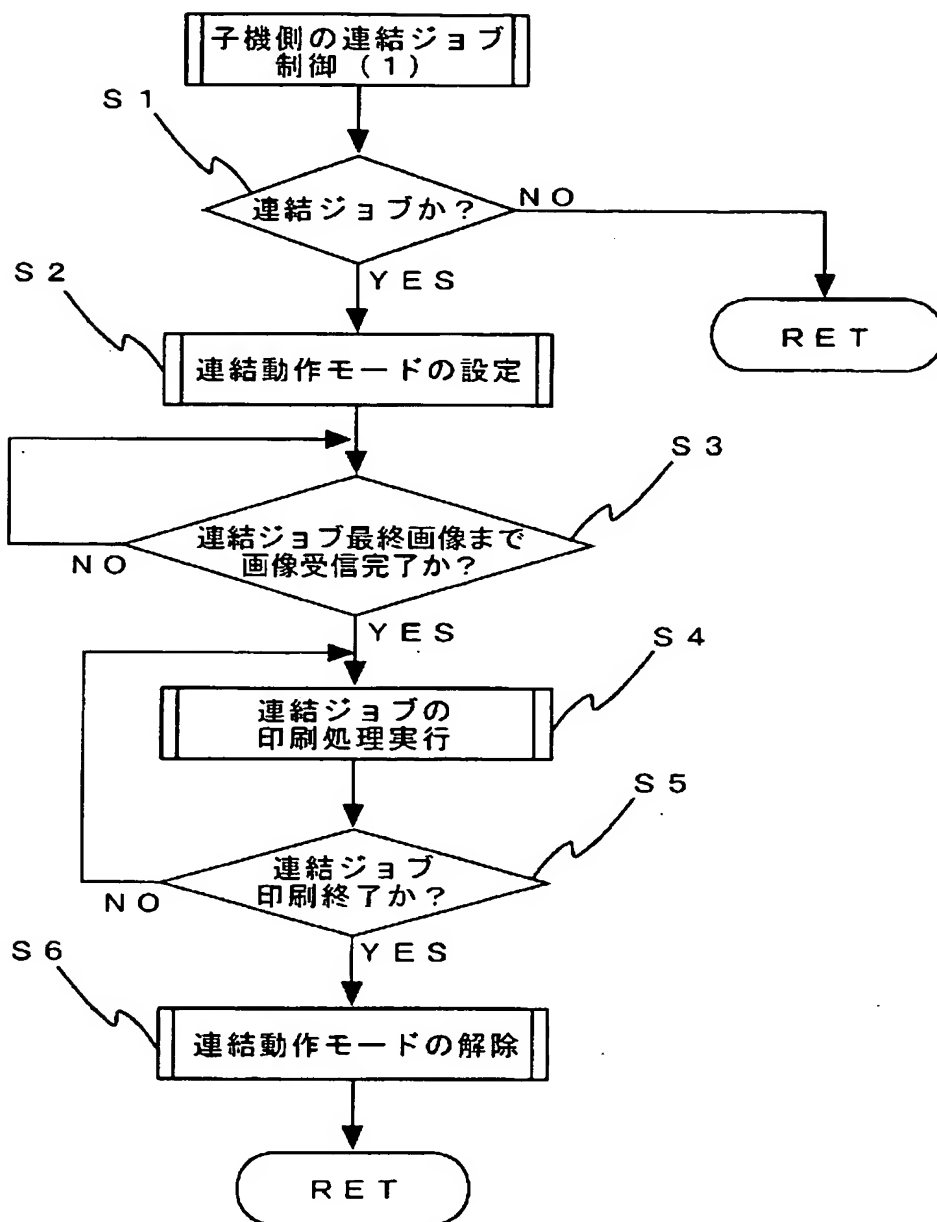 子機側の連結ジョブ
制御（１）
Ｓ１
連結ジョブか？
ＮＯ
ＹＥＳ
ＲＥＴ
Ｓ２
連結動作モードの設定
Ｓ３
連結ジョブ最終画像まで
画像受信完了か？
ＮＯ
ＹＥＳ
Ｓ４
連結ジョブの
印刷処理実行
Ｓ５
連結ジョブ
印刷終了か？
ＮＯ
ＹＥＳ
Ｓ６
連結動作モードの解除
ＲＥＴ